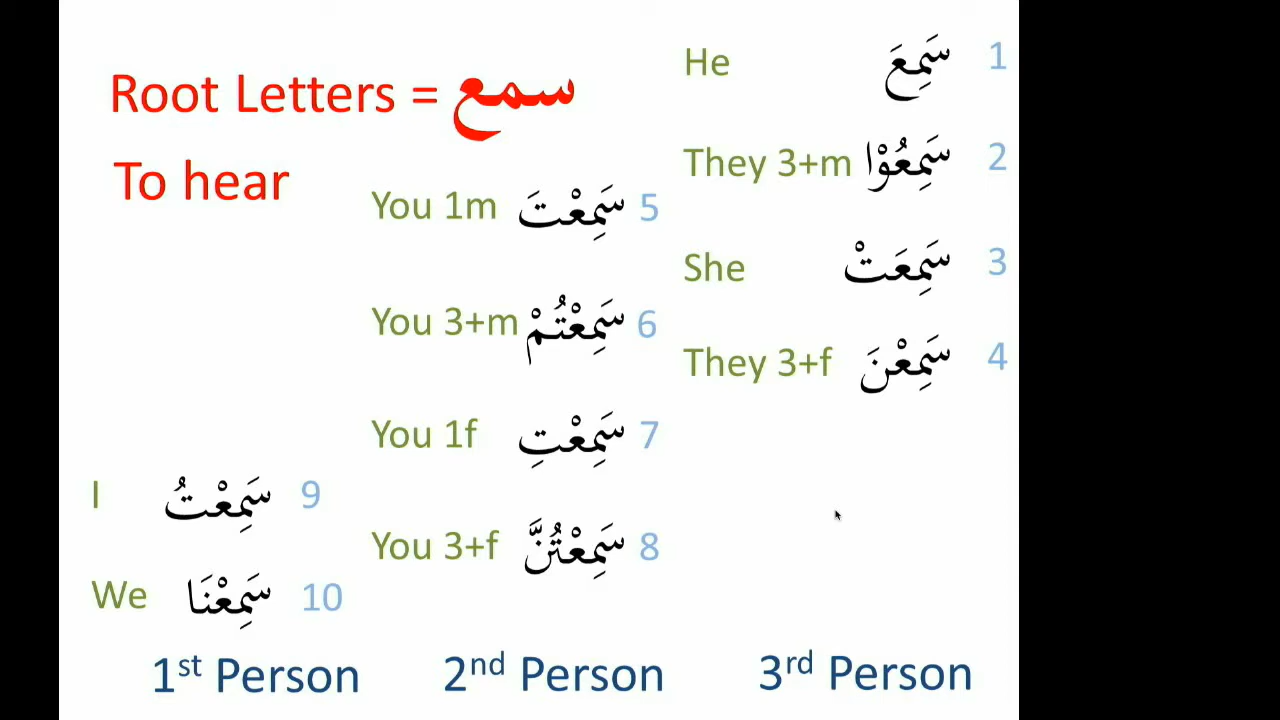 Root Letters = سمع
To hear
He سَمِعَ 1
They 3+m سَمِعُوْا 2
She سَمِعَتْ 3
They 3+f سَمِعْنَ 4
You 1m سَمِعْتَ 5
You 3+m سَمِعْتُمْ 6
You 1f سَمِعْتِ 7
You 3+f سَمِعْتُنَّ 8
I سَمِعْتُ 9
We سَمِعْنَا 10
1st Person 2nd Person 3rd Person